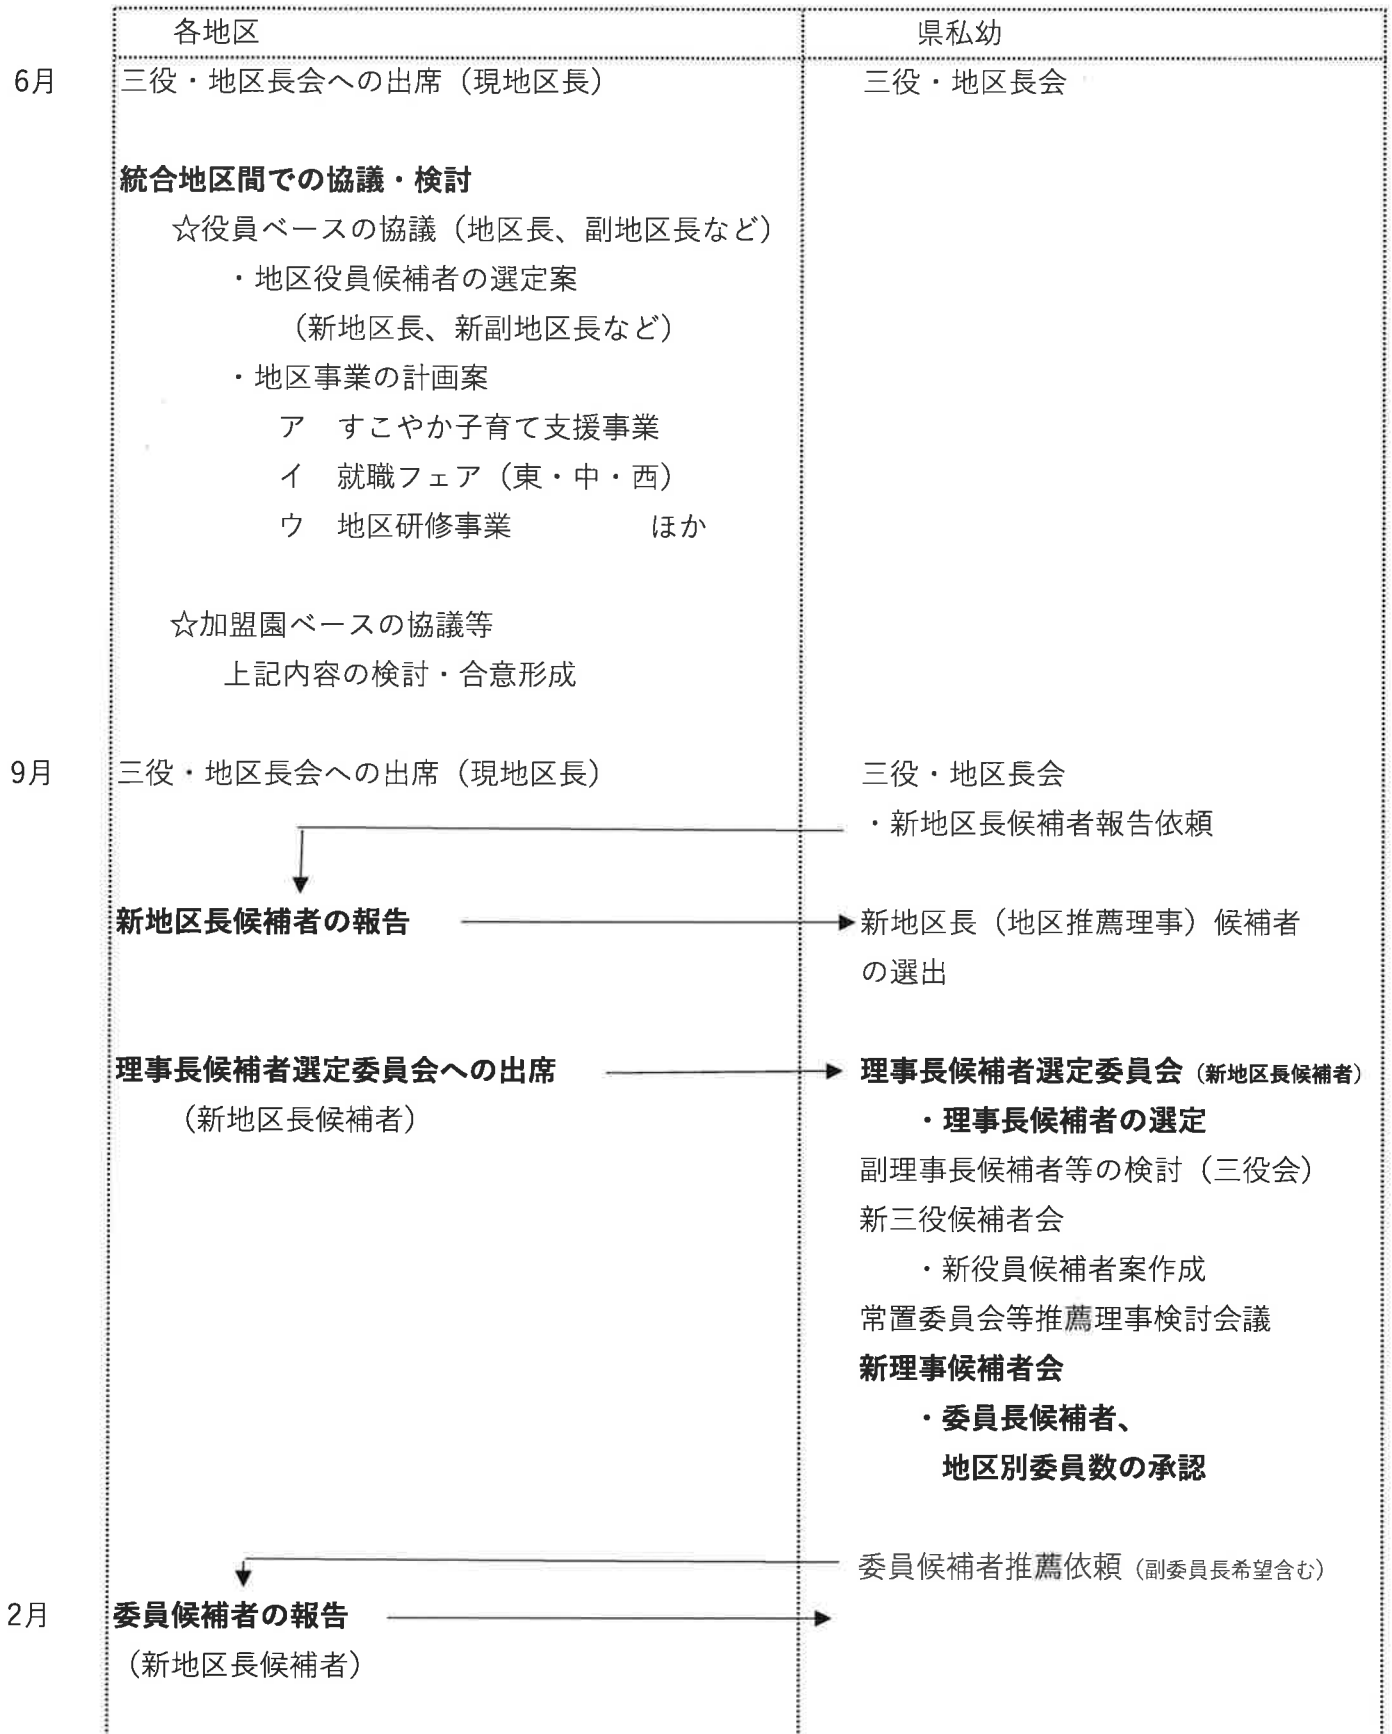 各地区 県私幼
6月 三役・地区長会への出席（現地区長） 三役・地区長会
統合地区間での協議・検討
☆役員ベースの協議（地区長、副地区長など）
・地区役員候補者の選定案
（新地区長、新副地区長など）
・地区事業の計画案
ア すこやか子育て支援事業
イ 就職フェア（東・中・西）
ウ 地区研修事業 ほか
☆加盟園ベースの協議等
上記内容の検討・合意形成
9月 三役・地区長会への出席（現地区長） 三役・地区長会
・新地区長候補者報告依頼
新地区長候補者の報告 新地区長（地区推薦理事）候補者
の選出
理事長候補者選定委員会への出席 理事長候補者選定委員会（新地区長候補者）
（新地区長候補者） ・理事長候補者の選定
副理事長候補者等の検討（三役会）
新三役候補者会
・新役員候補者案作成
常置委員会等推薦理事検討会議
新理事候補者会
・委員長候補者、
地区別委員数の承認
委員候補者推薦依頼（副委員長希望含む）
2月 委員候補者の報告
（新地区長候補者）